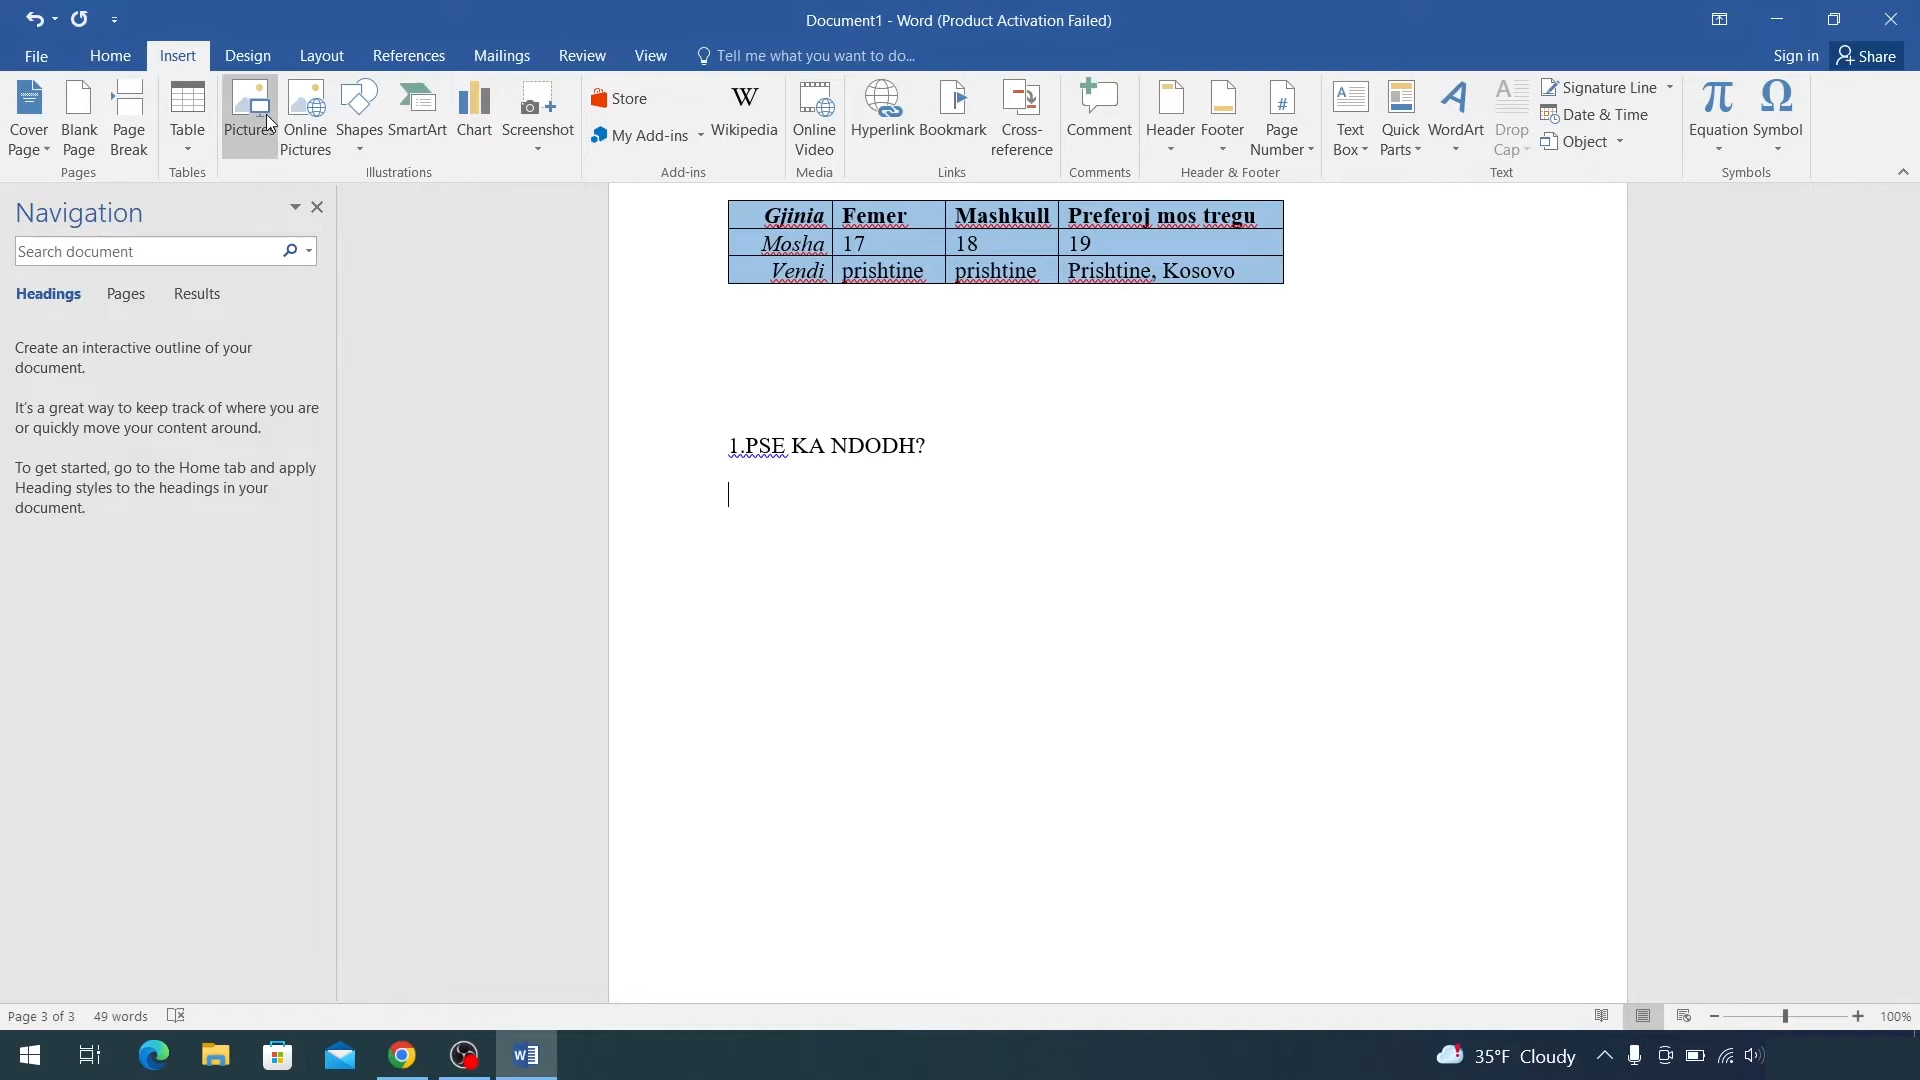 Document1 - Word (Product Activation Failed)
File Home Insert Design Layout References Mailings Review View Tell me what you want to do... Sign in Share
Cover Page
Blank Page
Page Break
Pages
Table
Tables
Pictures
Online Pictures
Shapes
SmartArt
Chart
Screenshot
Illustrations
Store
My Add-ins
Wikipedia
Add-ins
Online Video
Media
Hyperlink
Bookmark
Cross-reference
Links
Comment
Comments
Header
Footer
Page Number
Header & Footer
Text Box
Quick Parts
WordArt
Drop Cap
Signature Line
Date & Time
Object
Text
Equation
Symbol
Symbols
Navigation
Search document
Headings Pages Results
Create an interactive outline of your
document.
It's a great way to keep track of where you are
or quickly move your content around.
To get started, go to the Home tab and apply
Heading styles to the headings in your
document.
Gjinia Femer Mashkull Preferoj mos tregu
Mosha 17 18 19
Vendi prishtine prishtine Prishtine, Kosovo
1.PSE KA NDODH?
Page 3 of 3 49 words 100%
35°F Cloudy